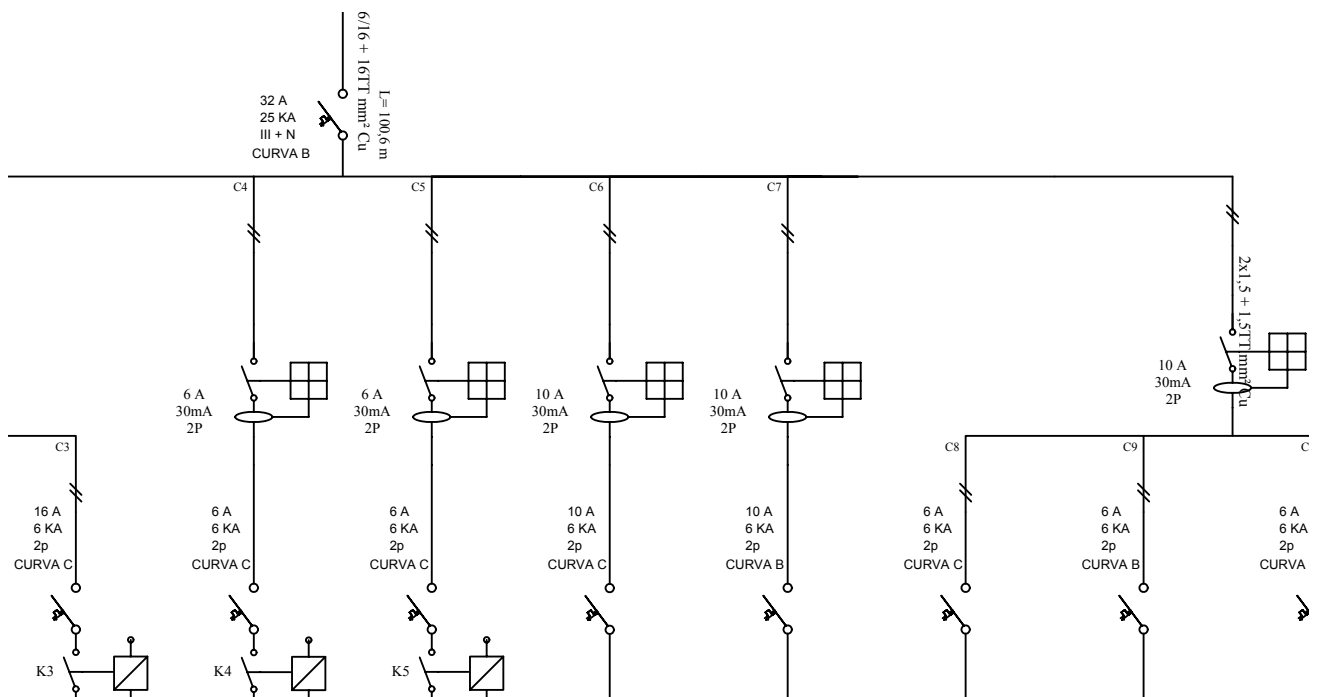 6/16 + 16TT mm² Cu
L= 100,6 m
32 A
25 KA
III + N
CURVA B
C4
C5
C6
C7
2x1,5 + 1,5TT mm² Cu
6 A
30mA
2P
6 A
30mA
2P
10 A
30mA
2P
10 A
30mA
2P
10 A
30mA
2P
C3
C8
C9
C
16 A
6 KA
2p
CURVA C
6 A
6 KA
2p
CURVA C
6 A
6 KA
2p
CURVA C
10 A
6 KA
2p
CURVA C
10 A
6 KA
2p
CURVA B
6 A
6 KA
2p
CURVA C
6 A
6 KA
2p
CURVA B
6 A
6 KA
2p
CURVA
K3
K4
K5